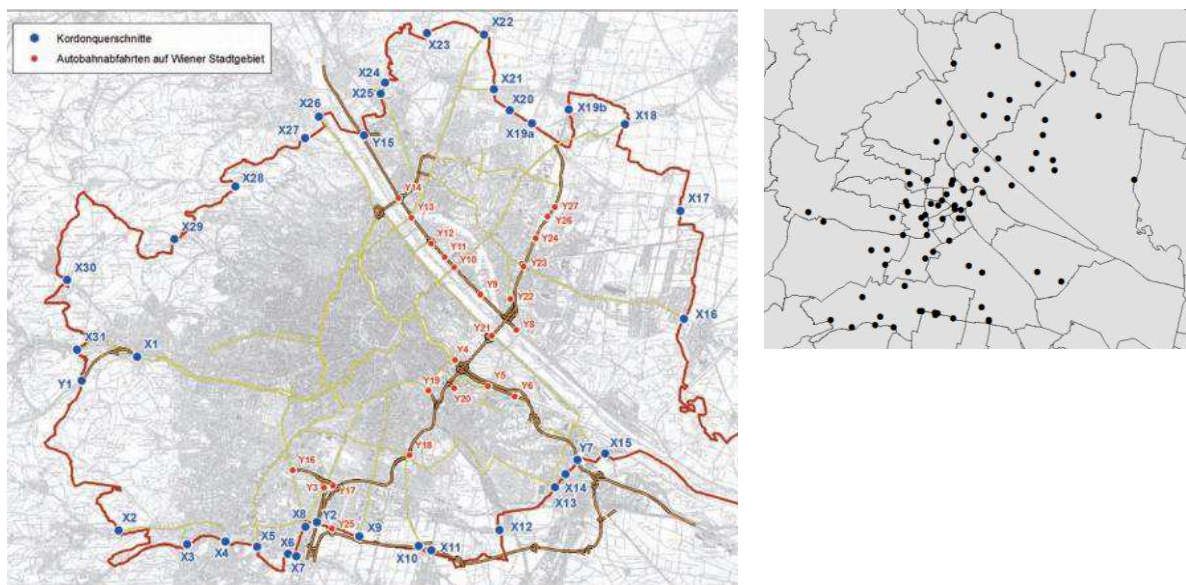 Kordonquerschnitte
Autobahnabfahrten auf Wiener Stadtgebiet
X22
X23
X24
X25
X21
X20
X19b
X19a
X18
X26
X27
Y15
X28
X17
Y14
Y13
Y27
Y26
X29
Y12
Y24
Y11
Y10
Y23
X30
Y9
Y22
X16
Y8
Y21
X31
X1
Y4
Y1
Y5
Y19
Y20
Y6
Y18
Y7
X15
Y16
X14
Y3
Y17
X13
X2
X8
Y2
Y25
X9
X12
X3
X4
X5
X6
X7
X10
X11